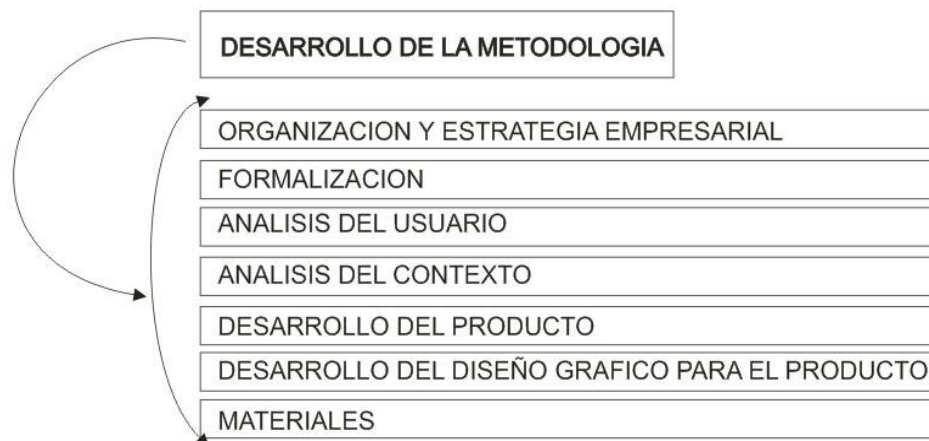 DESARROLLO DE LA METODOLOGIA
ORGANIZACION Y ESTRATEGIA EMPRESARIAL
FORMALIZACION
ANALISIS DEL USUARIO
ANALISIS DEL CONTEXTO
DESARROLLO DEL PRODUCTO
DESARROLLO DEL DISEÑO GRAFICO PARA EL PRODUCTO
MATERIALES